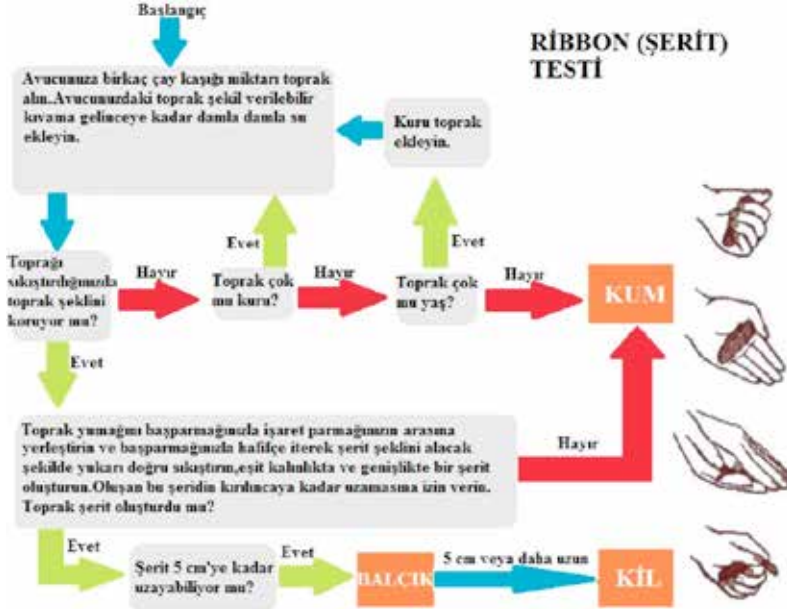 Başlangıç
RİBBON (ŞERİT)
TESTİ
Avucunuza birkaç çay kaşığı miktarı toprak
alın.Avucunuzdaki toprak şekil verilebilir
kıvama gelinceye kadar damla damla su
ekleyin.
Kuru toprak
ekleyin.
Evet
Evet
Toprağı
sıkıştırdığınızda
toprak şeklini
koruyor mu?
Hayır
Toprak çok
mu kuru?
Hayır
Toprak çok
mu yaş?
Hayır
KUM
Evet
Toprak yumağını başparmağınızla işaret parmağınızın arasına
yerleştirin ve başparmağınızla hafifçe iterek şerit şeklini alacak
şekilde yukarı doğru sıkıştırın,eşit kalınlıkta ve genişlikte bir şerit
oluşturun.Oluşan bu şeridin kırılıncaya kadar uzamasına izin verin.
Toprak şerit oluşturdu mu?
Hayır
Evet
Şerit 5 cm'ye kadar
uzayabiliyor mu?
Evet
BALÇIK
5 cm veya daha uzun
KİL